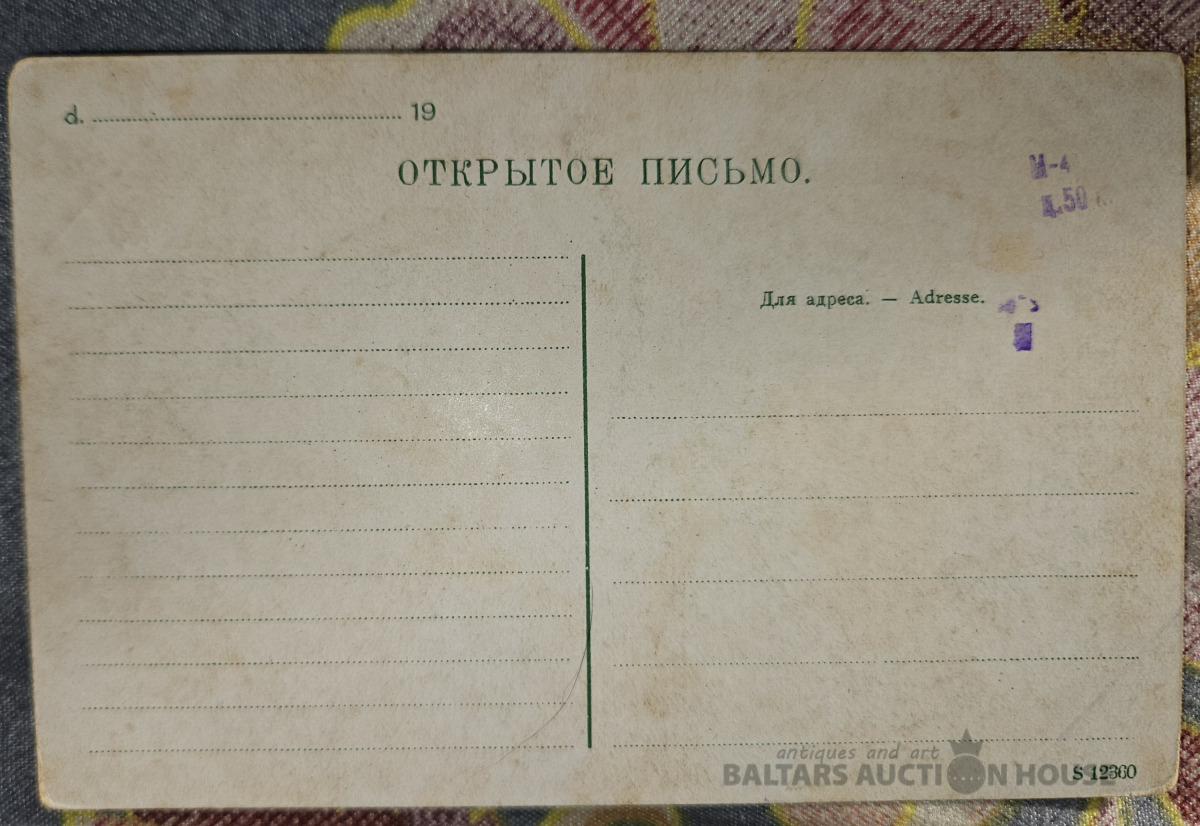 d. 19
ОТКРЫТОЕ ПИСЬМО.
М-4
Для адреса. — Adresse.
antiques and art
BALTARS AUCTION HOUSE
S 12360